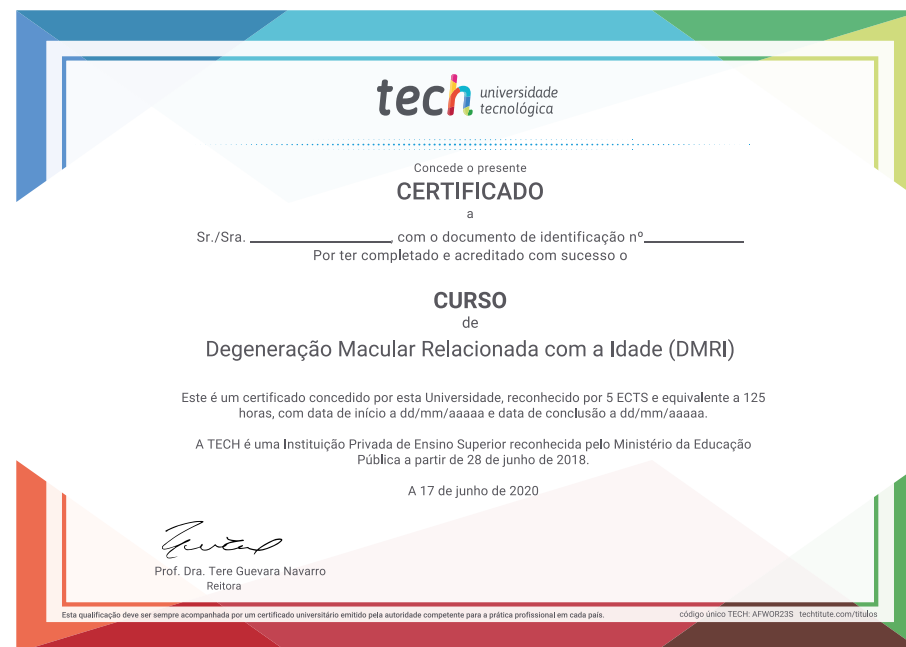 tech universidade
tecnológica
Concede o presente
CERTIFICADO
a
Sr./Sra. ____________, com o documento de identificação nº____________
Por ter completado e acreditado com sucesso o
CURSO
de
Degeneração Macular Relacionada com a Idade (DMRI)
Este é um certificado concedido por esta Universidade, reconhecido por 5 ECTS e equivalente a 125
horas, com data de início a dd/mm/aaaaa e data de conclusão a dd/mm/aaaaa.
A TECH é uma Instituição Privada de Ensino Superior reconhecida pelo Ministério da Educação
Pública a partir de 28 de junho de 2018.
A 17 de junho de 2020
Prof. Dra. Tere Guevara Navarro
Reitora
Esta qualificação deve ser sempre acompanhada por um certificado universitário emitido pela autoridade competente para a prática profissional em cada país.
código único TECH: AFWOR23S techtitute.com/titulos